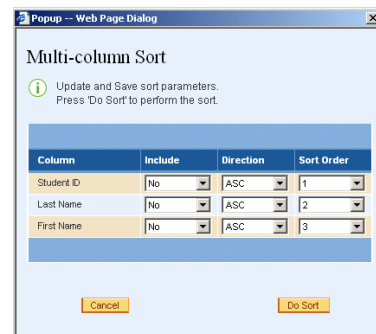 Popup -- Web Page Dialog
Multi-column Sort
Update and Save sort parameters.
Press 'Do Sort' to perform the sort.
Column Include Direction Sort Order
Student ID No ASC 1
Last Name No ASC 2
First Name No ASC 3
Cancel Do Sort